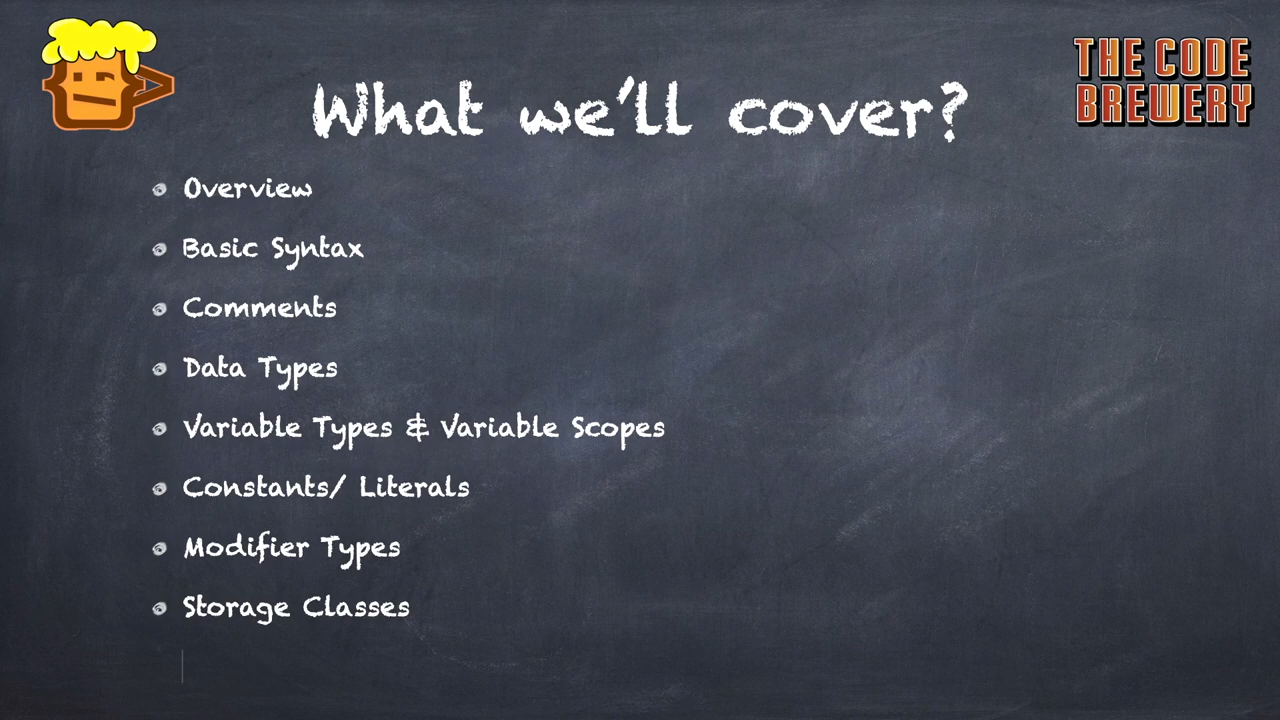 THE CODE
BREWERY
What we'll cover?
Overview
Basic Syntax
Comments
Data Types
Variable Types & Variable Scopes
Constants/ Literals
Modifier Types
Storage Classes